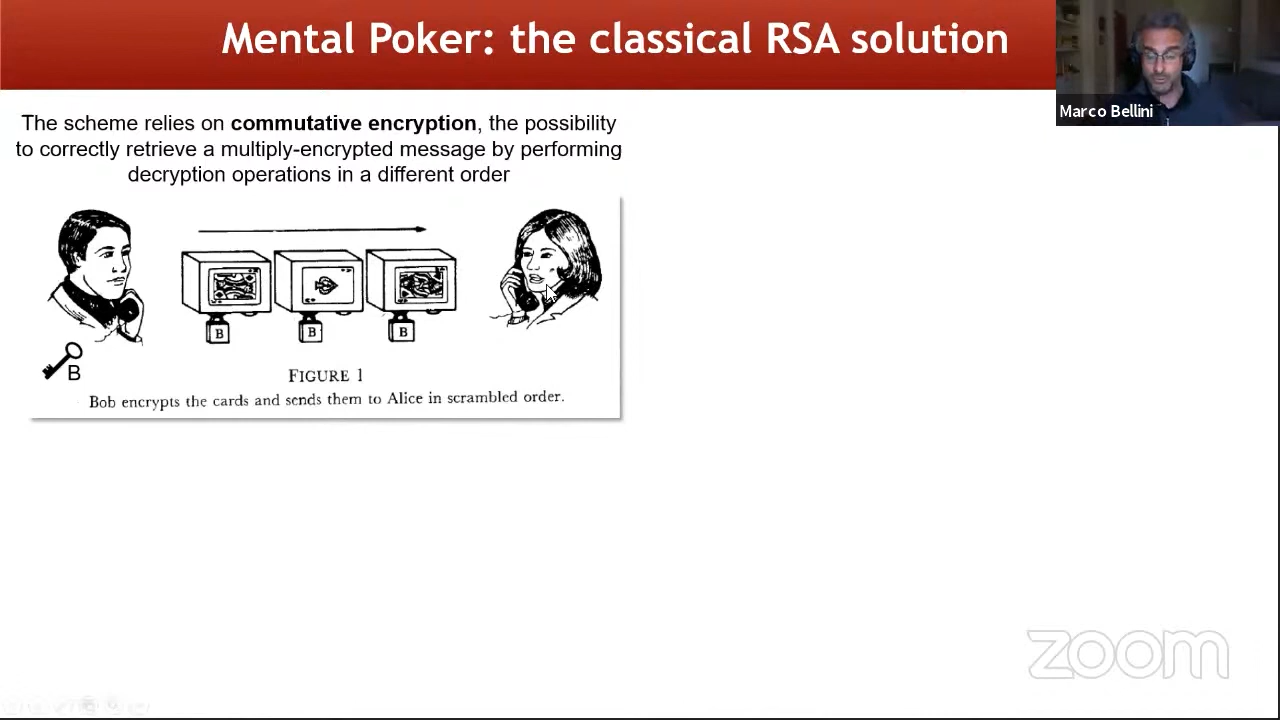 Mental Poker: the classical RSA solution
Marco Bellini
The scheme relies on commutative encryption, the possibility
to correctly retrieve a multiply-encrypted message by performing
decryption operations in a different order
B
B
B
B
FIGURE 1
Bob encrypts the cards and sends them to Alice in scrambled order.
zoom